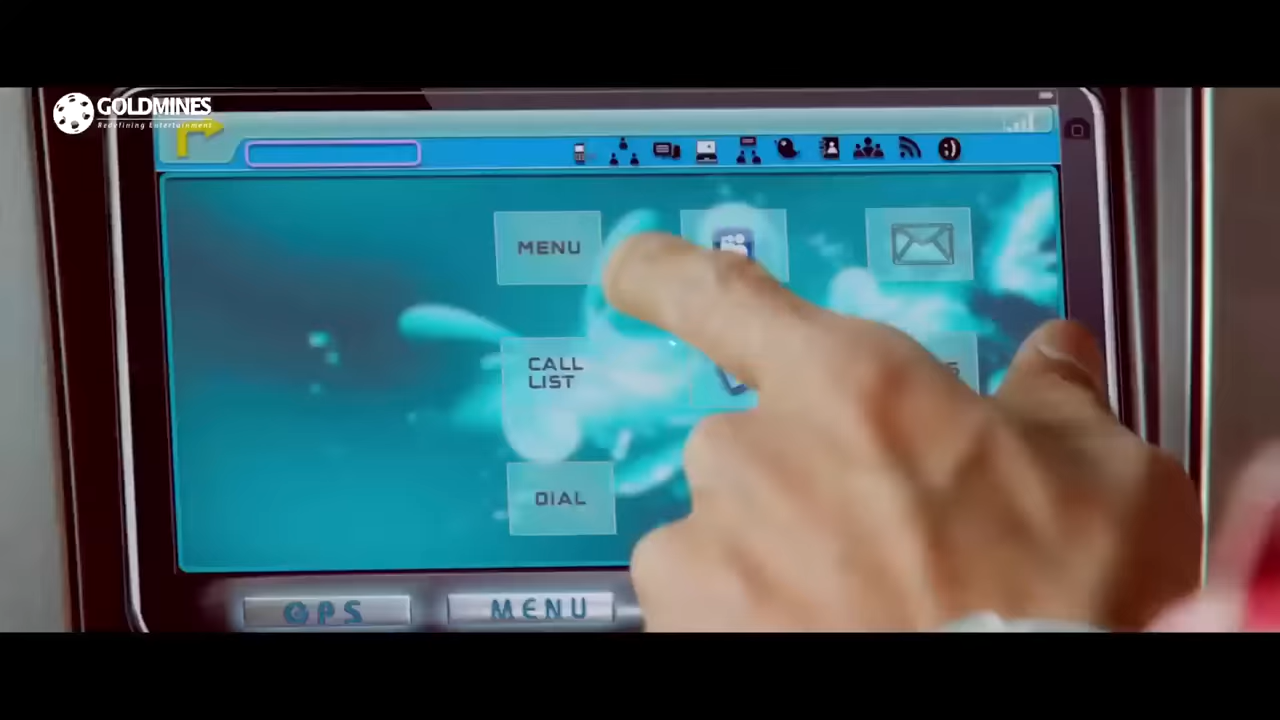 GOLDMINES
Redefining Entertainment
MENU
CALL
LIST
DIAL
GPS
MENU